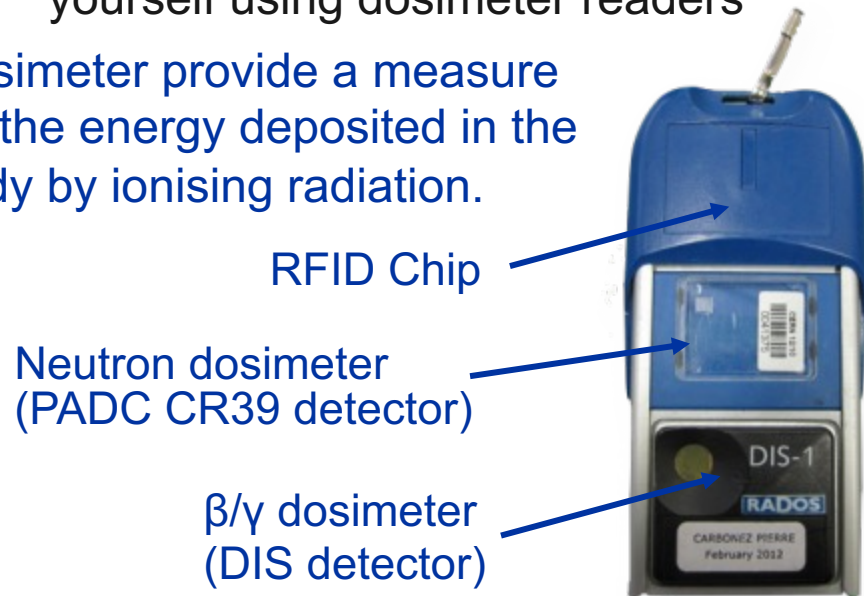 yourself using dosimeter readers
simeter provide a measure
the energy deposited in the
dy by ionising radiation.
RFID Chip
Neutron dosimeter
(PADC CR39 detector)
β/γ dosimeter
(DIS detector)
DIS-1
RADOS
CARBONEZ PIERRE
February 2012